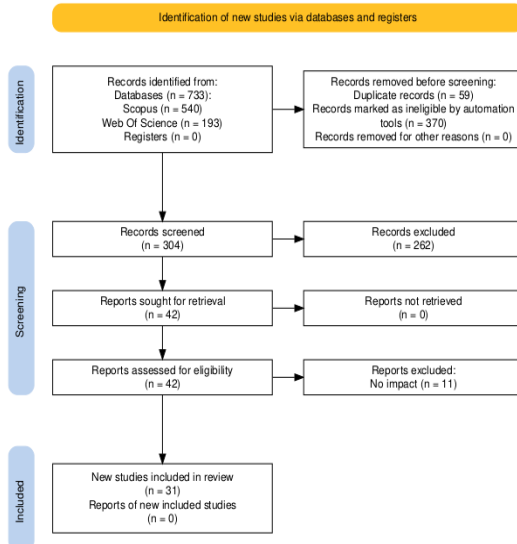 Identification of new studies via databases and registers
Identification
Records identified from:
Databases (n = 733):
Scopus (n = 540)
Web Of Science (n = 193)
Registers (n = 0)
Records removed before screening:
Duplicate records (n = 59)
Records marked as ineligible by automation
tools (n = 370)
Records removed for other reasons (n = 0)
Screening
Records screened
(n = 304)
Records excluded
(n = 262)
Reports sought for retrieval
(n = 42)
Reports not retrieved
(n = 0)
Reports assessed for eligibility
(n = 42)
Reports excluded:
No impact (n = 11)
Included
New studies included in review
(n = 31)
Reports of new included studies
(n = 0)